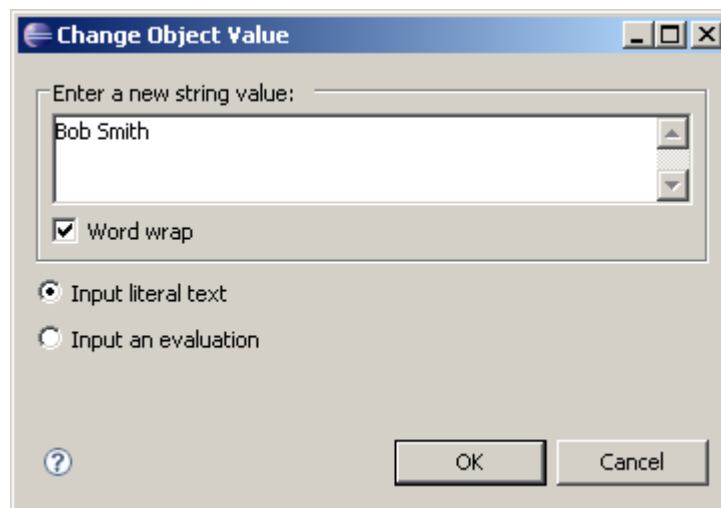 Change Object Value
Enter a new string value:
Bob Smith
Word wrap
Input literal text
Input an evaluation
?
OK
Cancel